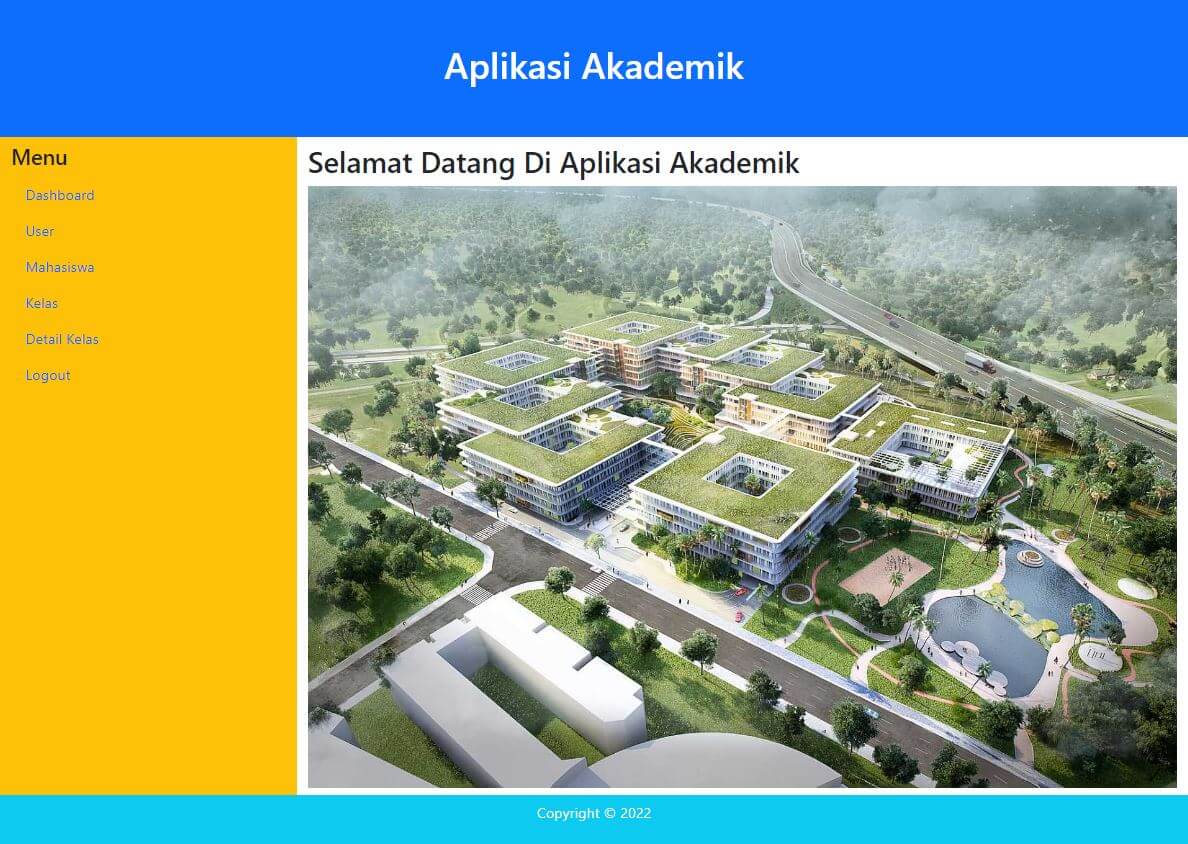 Aplikasi Akademik
Menu
Dashboard
User
Mahasiswa
Kelas
Detail Kelas
Logout
Selamat Datang Di Aplikasi Akademik
Copyright © 2022